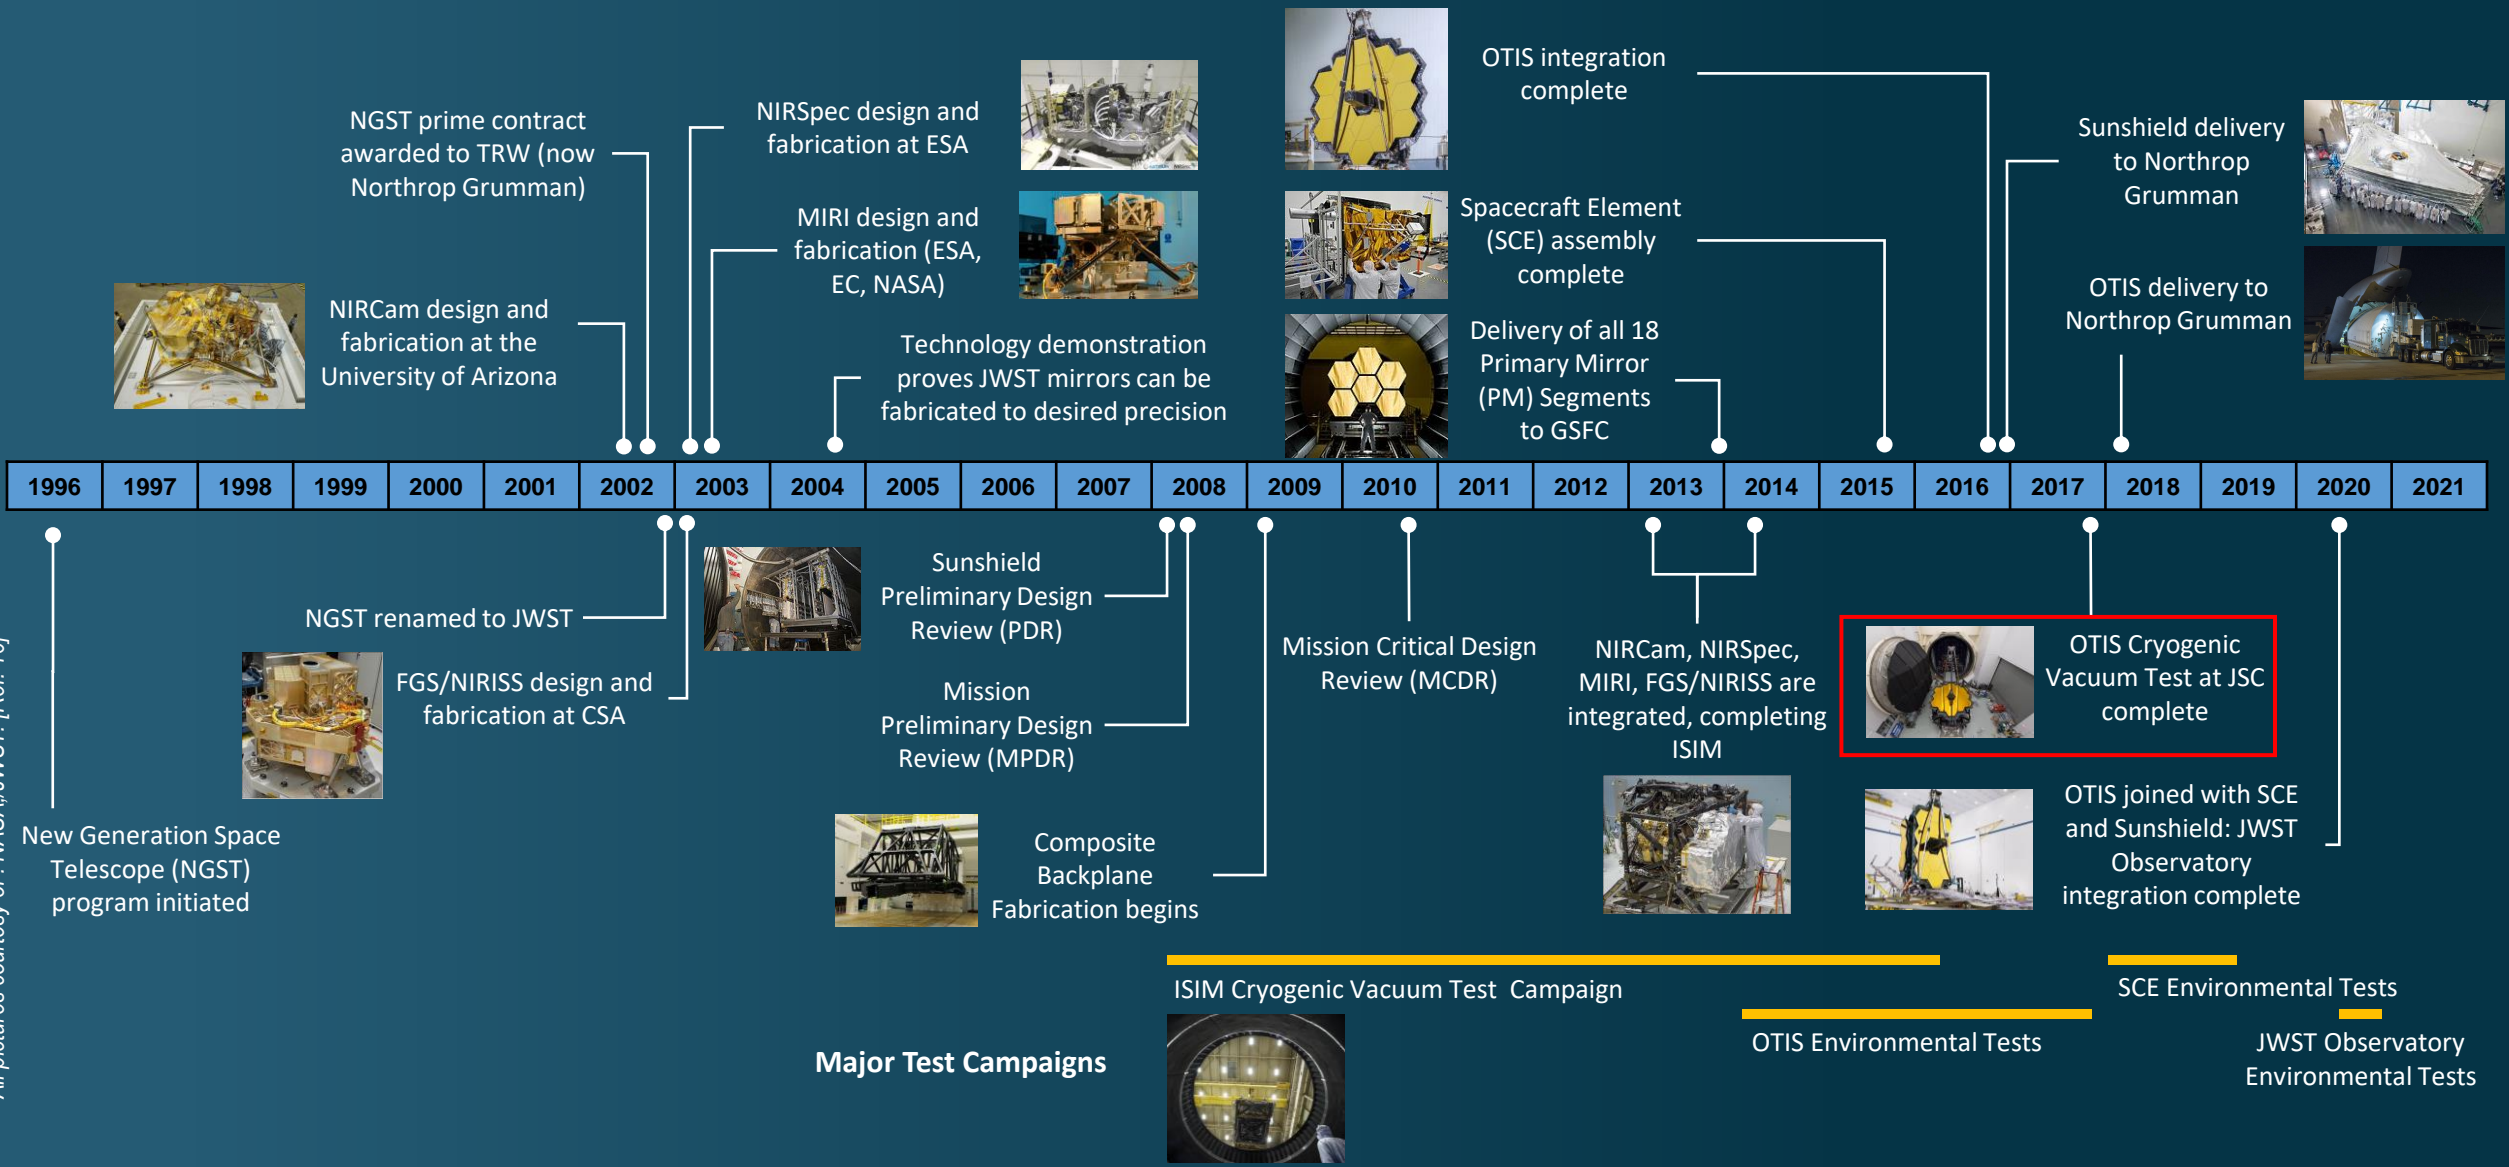 OTIS integration
complete
NGST prime contract
awarded to TRW (now
Northrop Grumman)
NIRSpec design and
fabrication at ESA
Sunshield delivery
to Northrop
Grumman
MIRI design and
fabrication (ESA,
EC, NASA)
Spacecraft Element
(SCE) assembly
complete
NIRCam design and
fabrication at the
University of Arizona
OTIS delivery to
Northrop Grumman
Technology demonstration
proves JWST mirrors can be
fabricated to desired precision
Delivery of all 18
Primary Mirror
(PM) Segments
to GSFC
1996 1997 1998 1999 2000 2001 2002 2003 2004 2005 2006 2007 2008 2009 2010 2011 2012 2013 2014 2015 2016 2017 2018 2019 2020 2021
NGST renamed to JWST
Sunshield
Preliminary Design
Review (PDR)
FGS/NIRISS design and
fabrication at CSA
Mission
Preliminary Design
Review (MPDR)
Mission Critical Design
Review (MCDR)
NIRCam, NIRSpec,
MIRI, FGS/NIRISS are
integrated, completing
ISIM
OTIS Cryogenic
Vacuum Test at JSC
complete
New Generation Space
Telescope (NGST)
program initiated
Composite
Backplane
Fabrication begins
OTIS joined with SCE
and Sunshield: JWST
Observatory
integration complete
ISIM Cryogenic Vacuum Test Campaign
SCE Environmental Tests
OTIS Environmental Tests
JWST Observatory
Environmental Tests
Major Test Campaigns